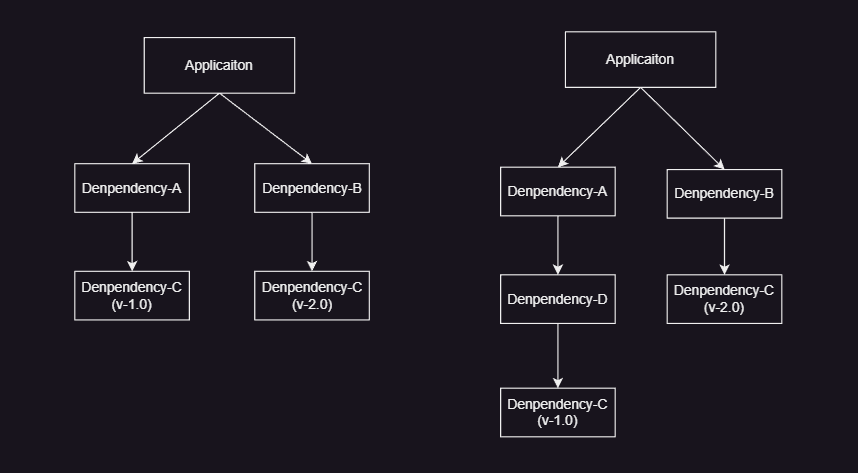 Applicaiton
Denpendency-A
Denpendency-B
Denpendency-C
(v-1.0)
Denpendency-C
(v-2.0)
Applicaiton
Denpendency-A
Denpendency-B
Denpendency-D
Denpendency-C
(v-2.0)
Denpendency-C
(v-1.0)